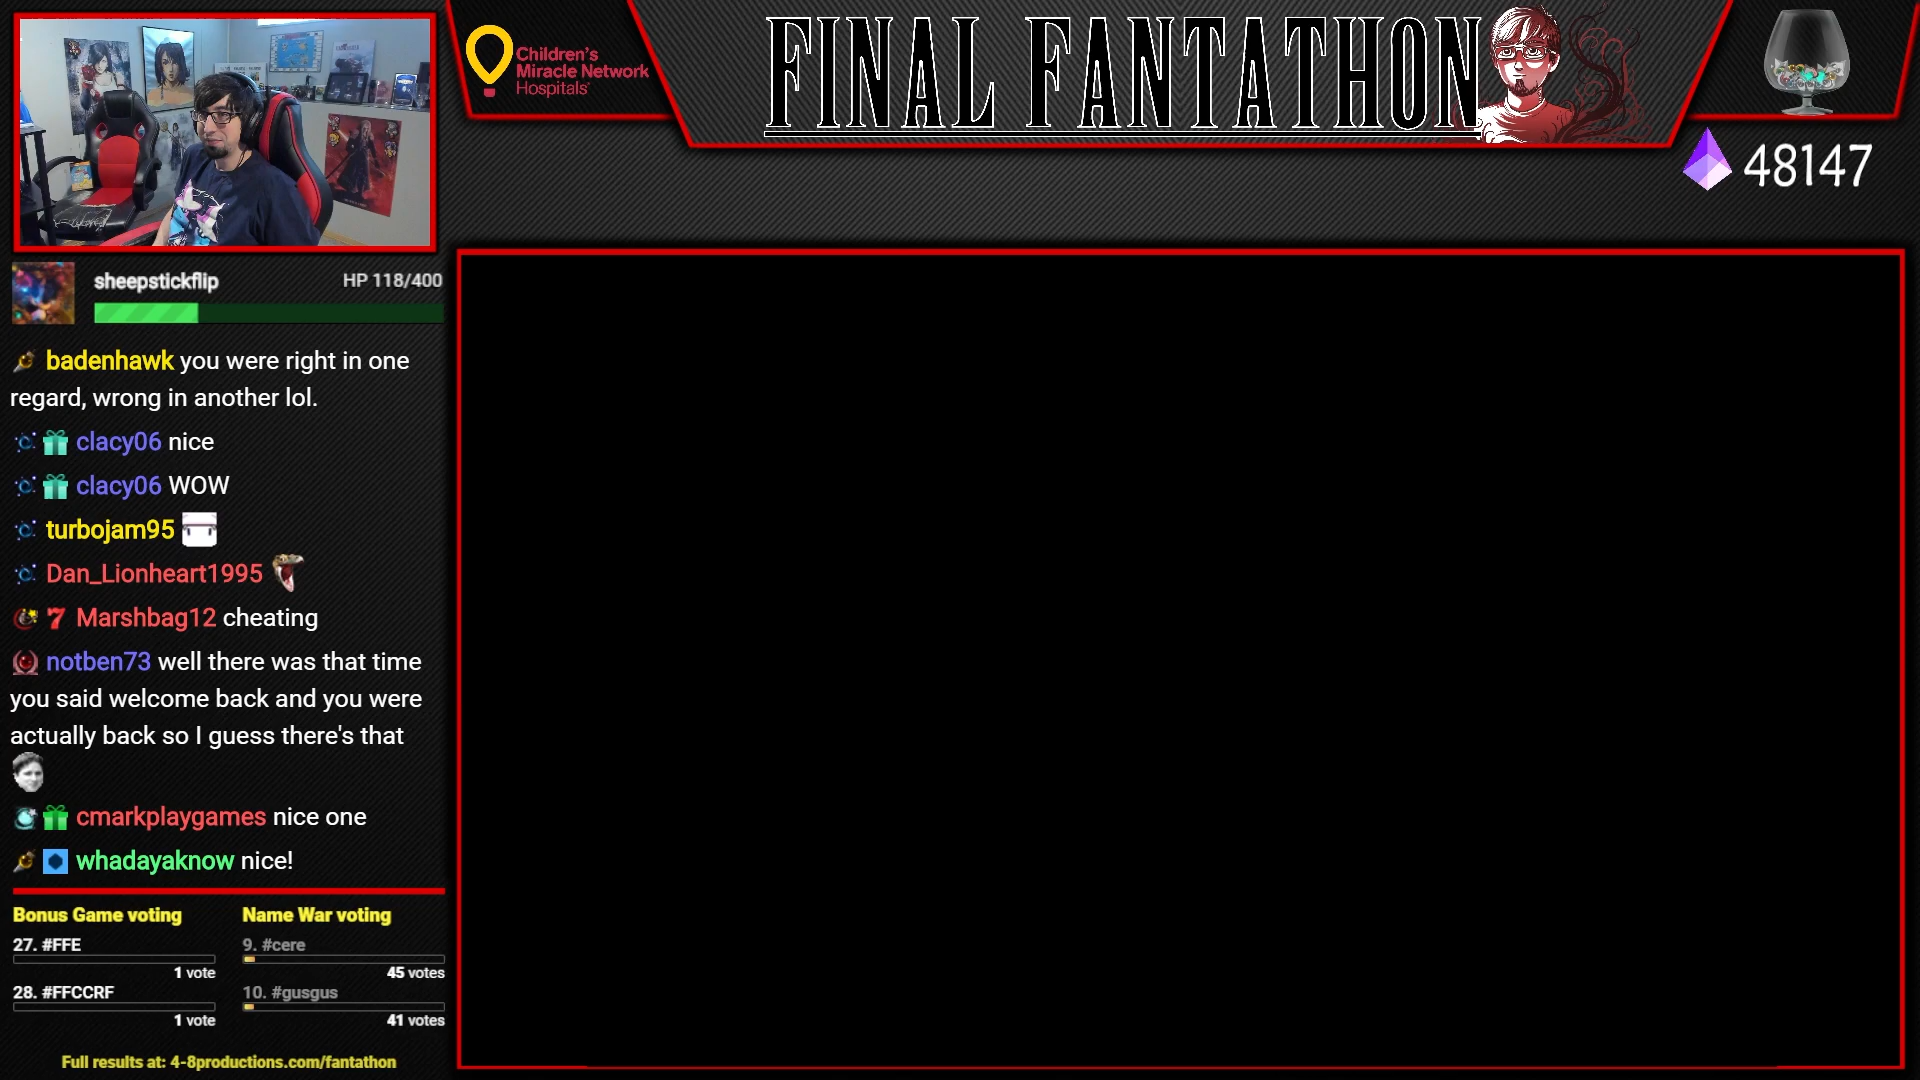 Children's
Miracle Network
Hospitals
FINAL FANTATHON
48147
sheepstickflip HP 118/400
badenhawk you were right in one
regard, wrong in another lol.
clacy06 nice
clacy06 WOW
turbojam95
Dan_Lionheart1995
7 Marshbag12 cheating
notben73 well there was that time
you said welcome back and you were
actually back so I guess there's that
cmarkplaygames nice one
whadayaknow nice!
Bonus Game voting
27. #FFE
1 vote
28. #FFCCRF
1 vote
Name War voting
9. #cere
45 votes
10. #gusgus
41 votes
Full results at: 4-8productions.com/fantathon